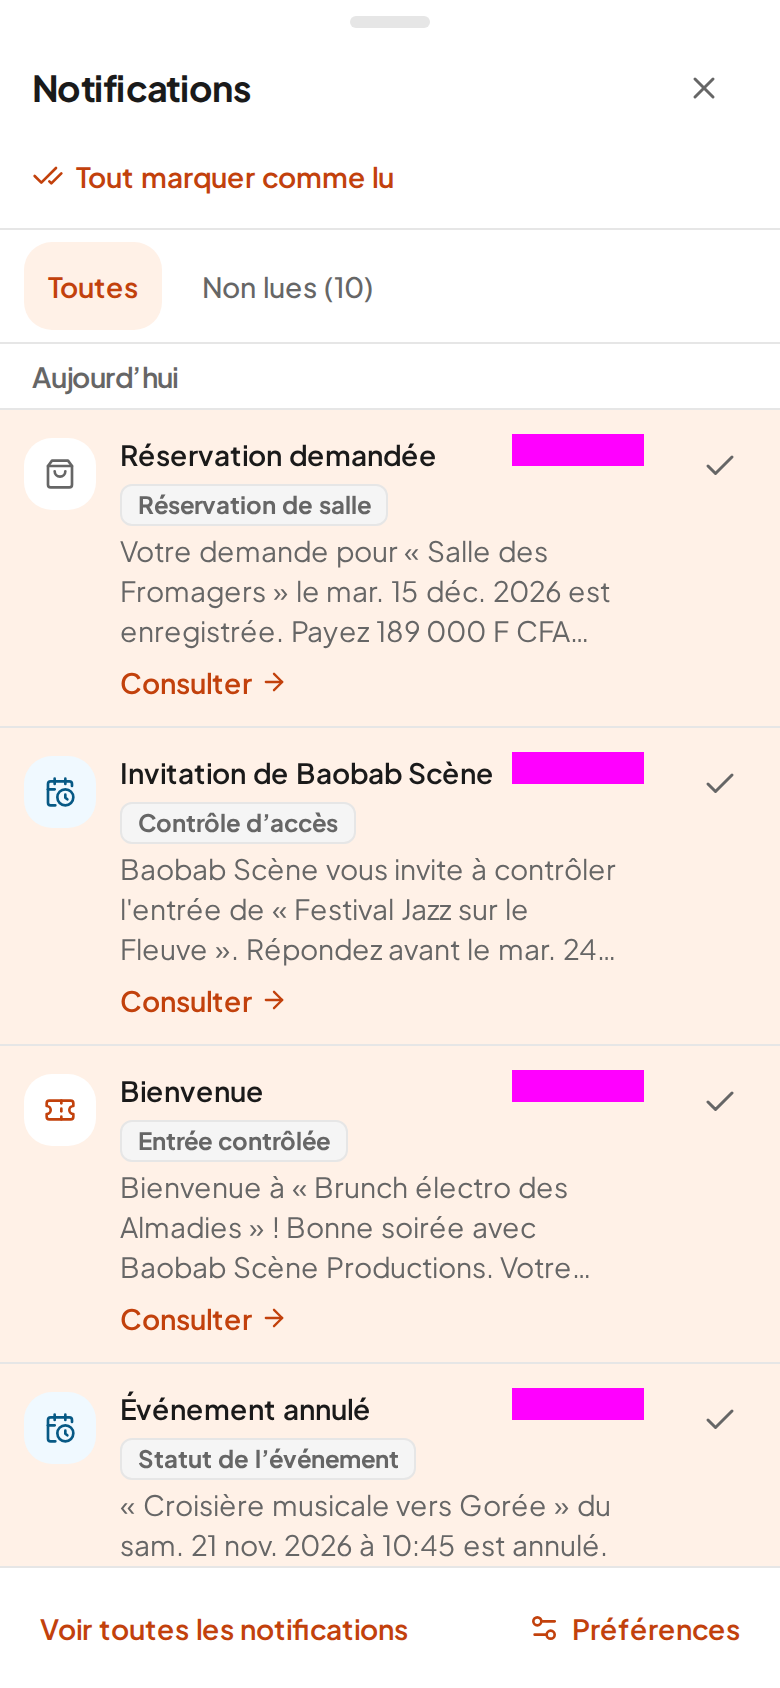 Notifications
Tout marquer comme lu
Toutes
Non lues (10)
Aujourd’hui
Réservation demandée
Réservation de salle
Votre demande pour « Salle des
Fromagers » le mar. 15 déc. 2026 est
enregistrée. Payez 189 000 F CFA…
Consulter
Invitation de Baobab Scène
Contrôle d’accès
Baobab Scène vous invite à contrôler
l'entrée de « Festival Jazz sur le
Fleuve ». Répondez avant le mar. 24…
Consulter
Bienvenue
Entrée contrôlée
Bienvenue à « Brunch électro des
Almadies » ! Bonne soirée avec
Baobab Scène Productions. Votre…
Consulter
Événement annulé
Statut de l’événement
« Croisière musicale vers Gorée » du
sam. 21 nov. 2026 à 10:45 est annulé.
Voir toutes les notifications
Préférences